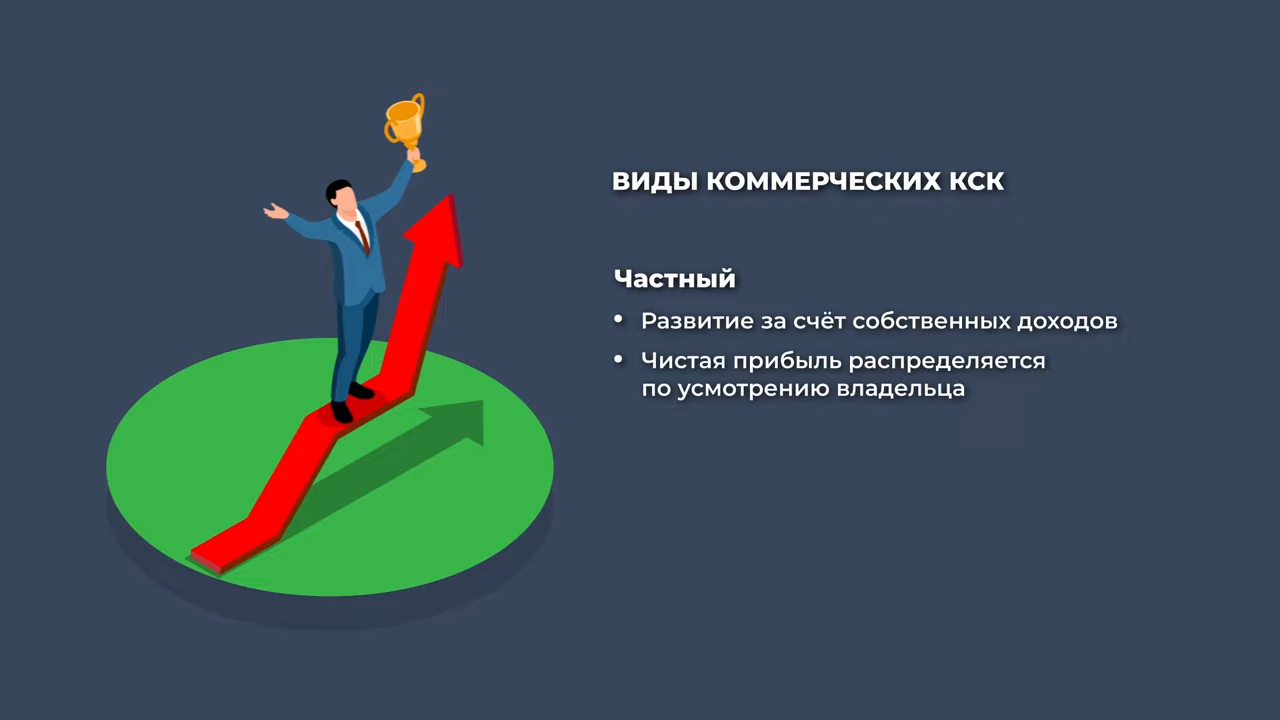 ВИДЫ КОММЕРЧЕСКИХ КСК
Частный
• Развитие за счёт собственных доходов
• Чистая прибыль распределяется
по усмотрению владельца